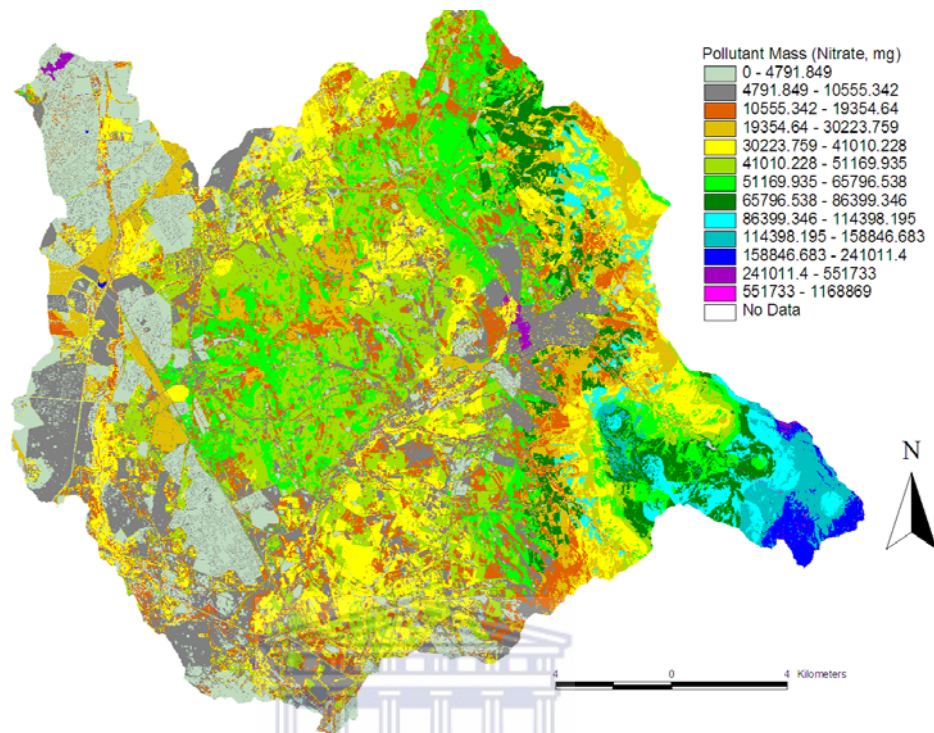 Pollutant Mass (Nitrate, mg)
0 - 4791.849
4791.849 - 10555.342
10555.342 - 19354.64
19354.64 - 30223.759
30223.759 - 41010.228
41010.228 - 51169.935
51169.935 - 65796.538
65796.538 - 86399.346
86399.346 - 114398.195
114398.195 - 158846.683
158846.683 - 241011.4
241011.4 - 551733
551733 - 1168869
No Data
N
4 0 4 Kilometers